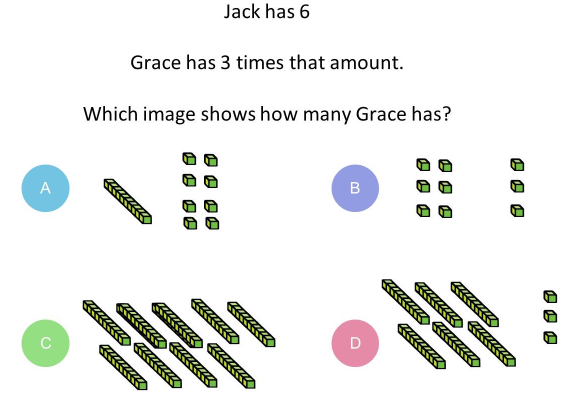 Jack has 6
Grace has 3 times that amount.
Which image shows how many Grace has?
A
B
C
D